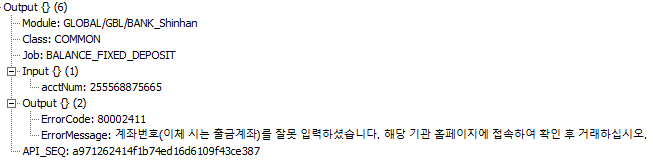 Output {} (6)
Module: GLOBAL/GBL/BANK_Shinhan
Class: COMMON
Job: BALANCE_FIXED_DEPOSIT
Input {} (1)
acctNum: 255568875665
Output {} (2)
ErrorCode: 80002411
ErrorMessage: 계좌번호(이체 시는 출금계좌)를 잘못 입력하셨습니다. 해당 기관 홈페이지에 접속하여 확인 후 거래하십시오.
API_SEQ: a971262414f1b74ed16d6109f43ce387